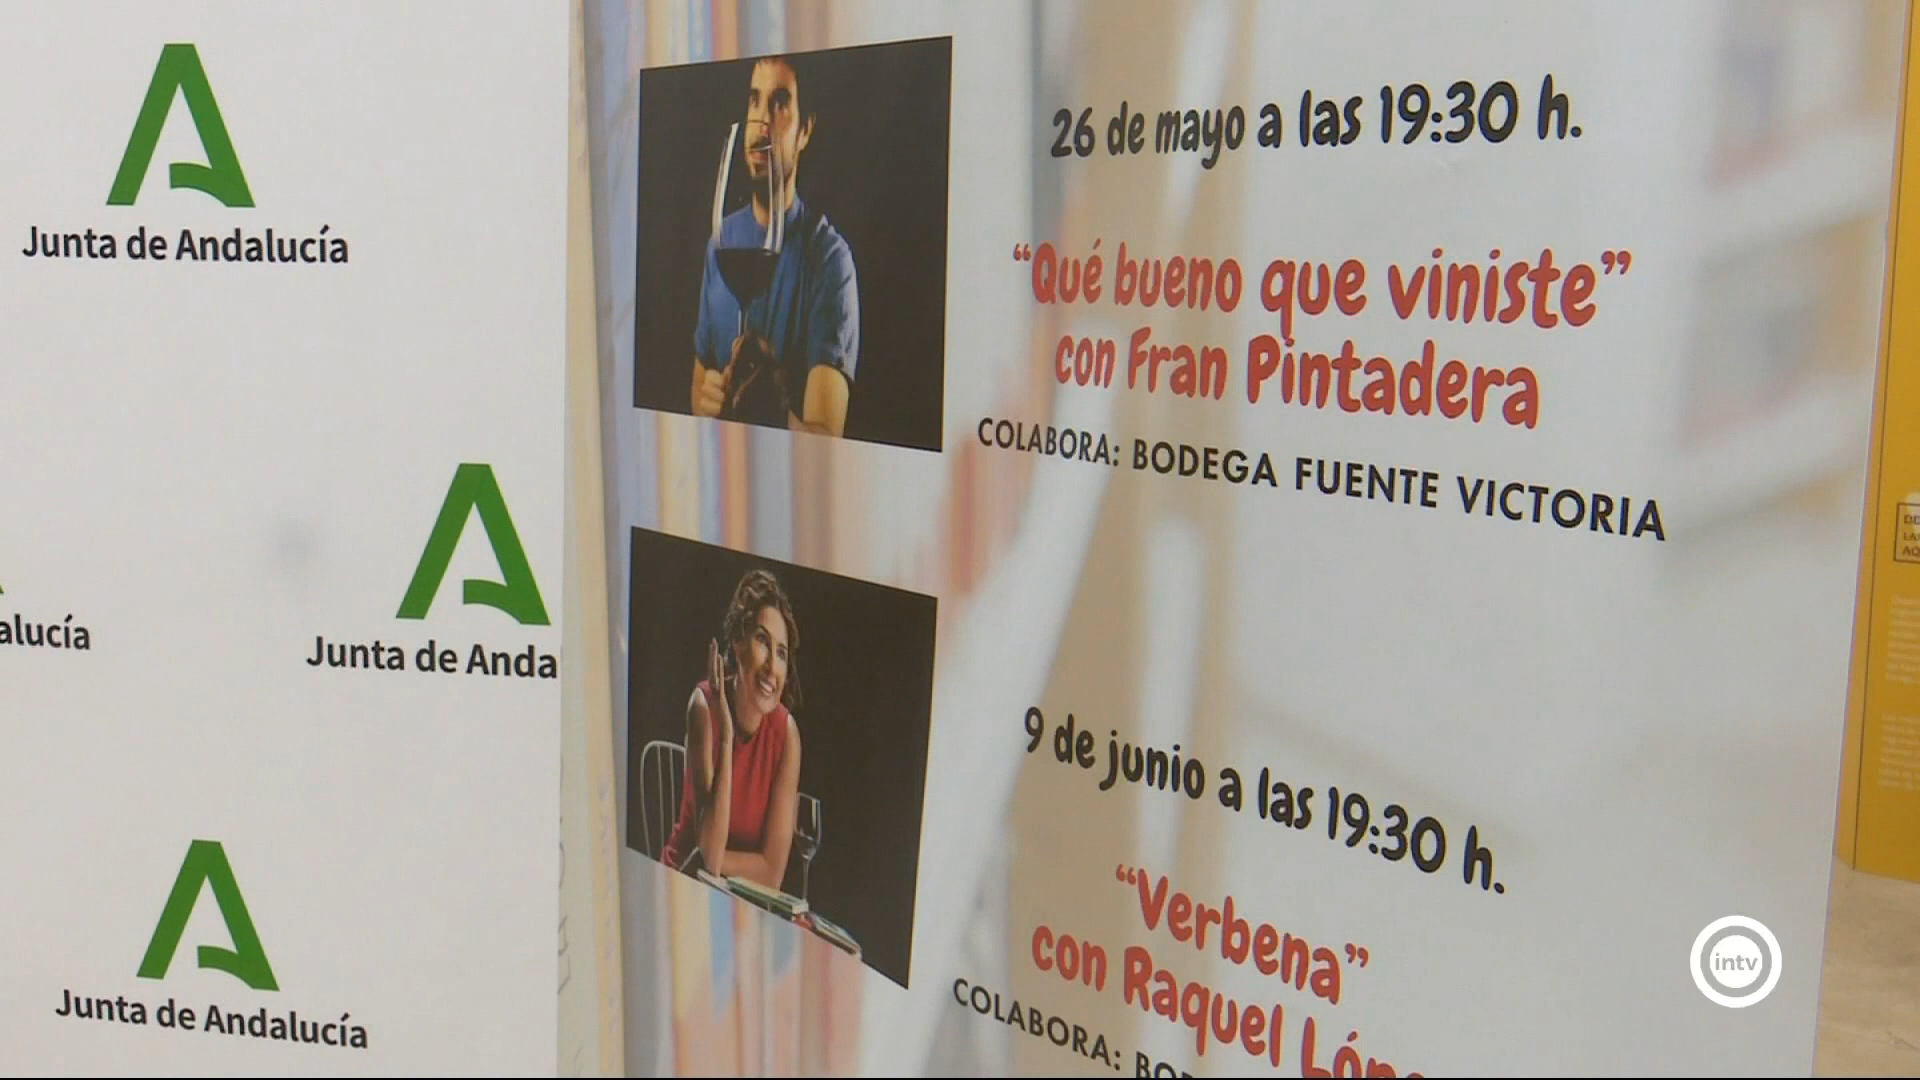 Junta de Andalucía
alucía
Junta de Anda
Junta de Andalucía
26 de mayo a las 19:30 h.
“Qué bueno que viniste”
con Fran Pintadera
COLABORA: BODEGA FUENTE VICTORIA
9 de junio a las 19:30 h.
“Verbena”
con Raquel Lóp
COLABORA: BOD
intv